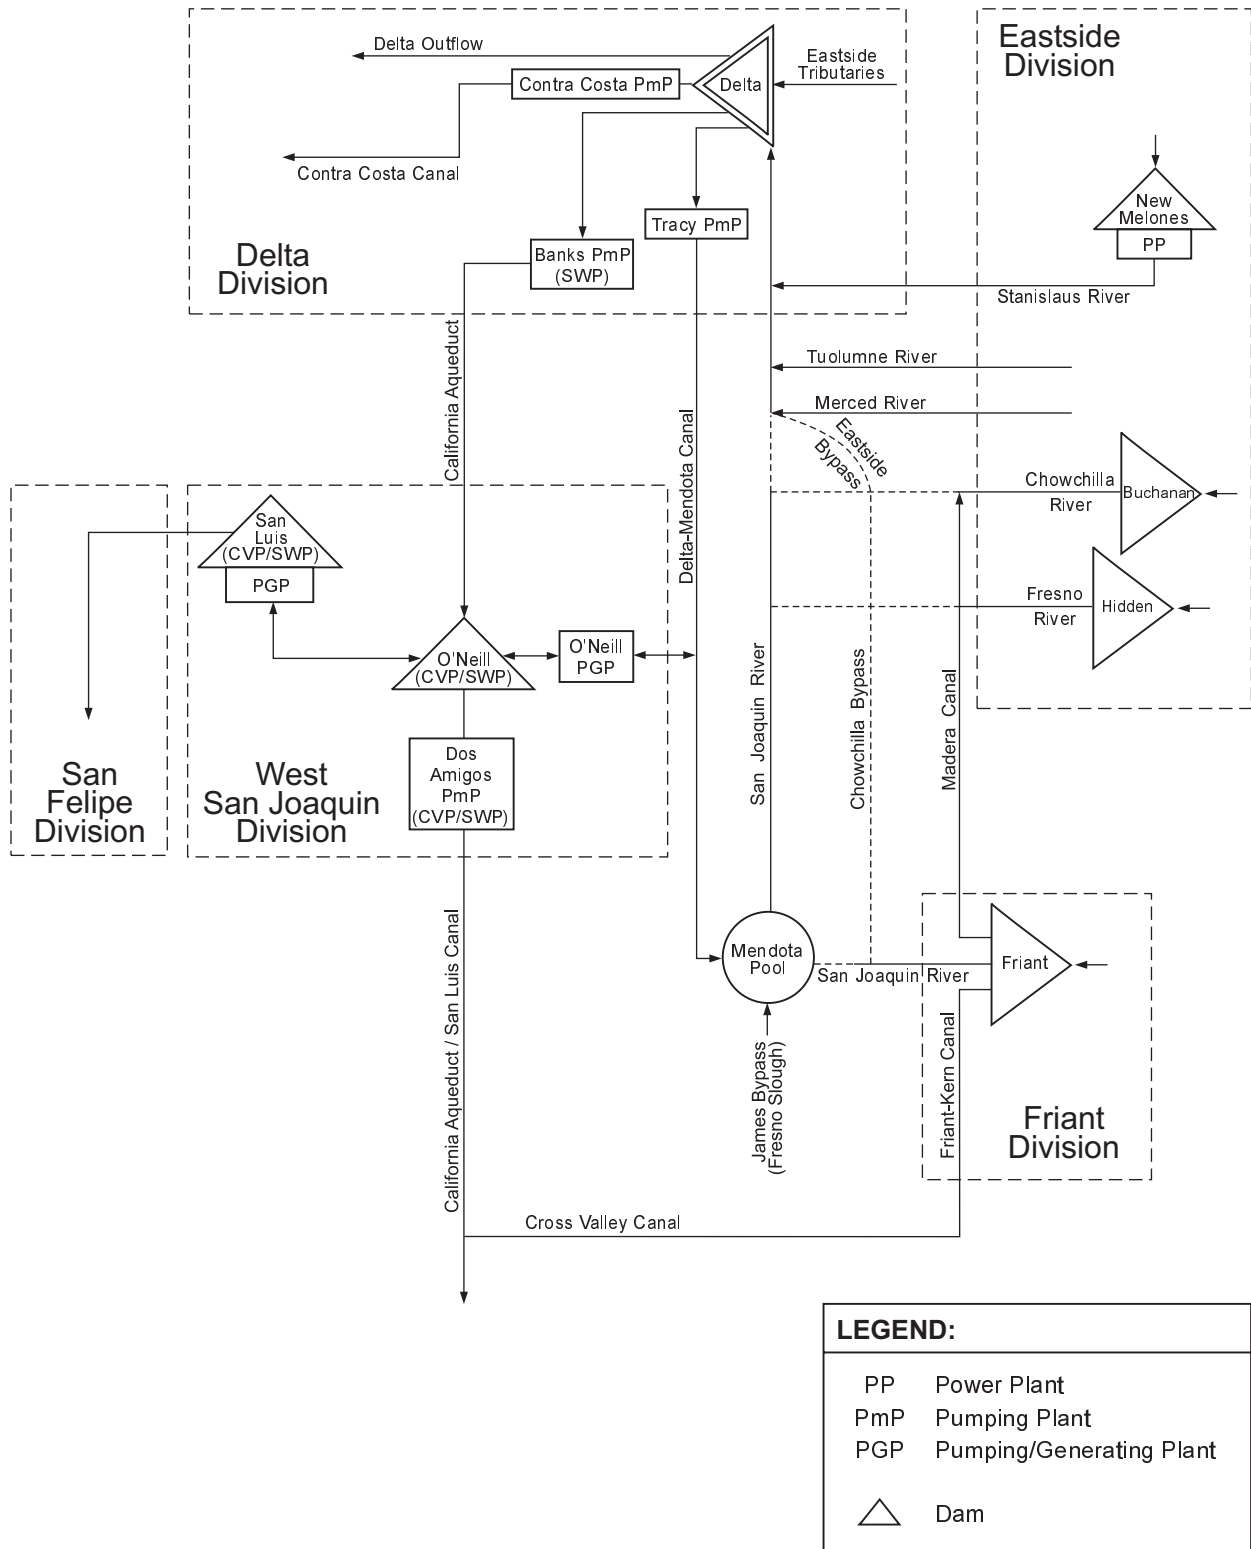 Eastside
Division
Delta Outflow
Eastside
Tributaries
Contra Costa PmP
Delta
Contra Costa Canal
New
Melones
PP
Tracy PmP
Banks PmP
(SWP)
Delta
Division
Stanislaus River
California Aqueduct
Tuolumne River
Merced River
Delta-Mendota Canal
Eastside
Bypass
Chowchilla
River
Buchanan
San
Luis
(CVP/SWP)
PGP
Fresno
River
Hidden
O'Neill
(CVP/SWP)
O'Neill
PGP
San Joaquin River
Chowchilla Bypass
Madera Canal
San
Felipe
Division
West
San Joaquin
Division
Dos
Amigos
PmP
(CVP/SWP)
California Aqueduct / San Luis Canal
Mendota
Pool
San Joaquin River
Friant
James Bypass
(Fresno Slough)
Friant-Kern Canal
Friant
Division
Cross Valley Canal
LEGEND:
PP Power Plant
PmP Pumping Plant
PGP Pumping/Generating Plant
Dam